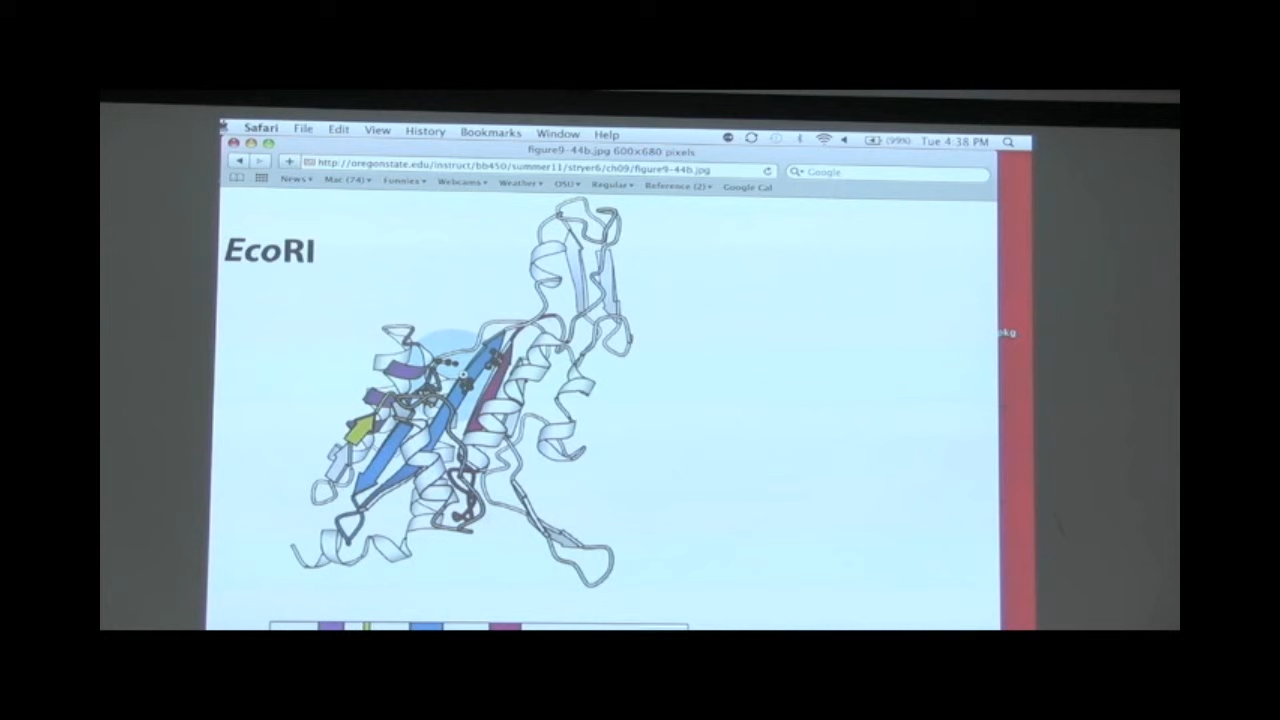 Safari File Edit View History Bookmarks Window Help (99%) Tue 4:38 PM
figure9-44b.jpg 600×680 pixels
http://oregonstate.edu/instruct/bb450/summer11/stryer6/ch09/figure9-44b.jpg Google
News Mac (74) Funnies Webcams Weather OSU Regular Reference (2) Google Cal
EcoRI
pkg